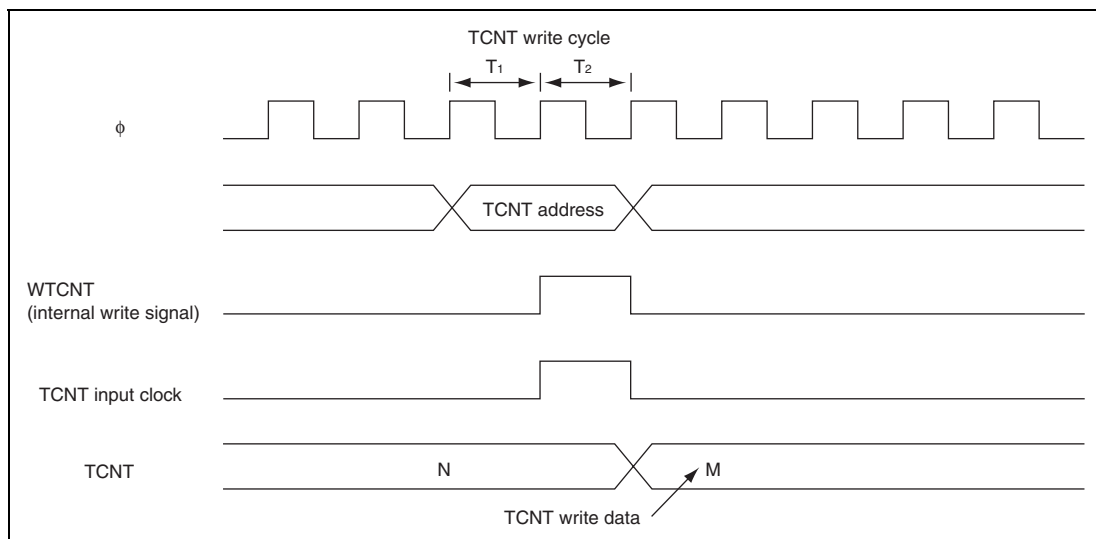 TCNT write cycle
T1 T2
ϕ
TCNT address
WTCNT
(internal write signal)
TCNT input clock
TCNT N M
TCNT write data